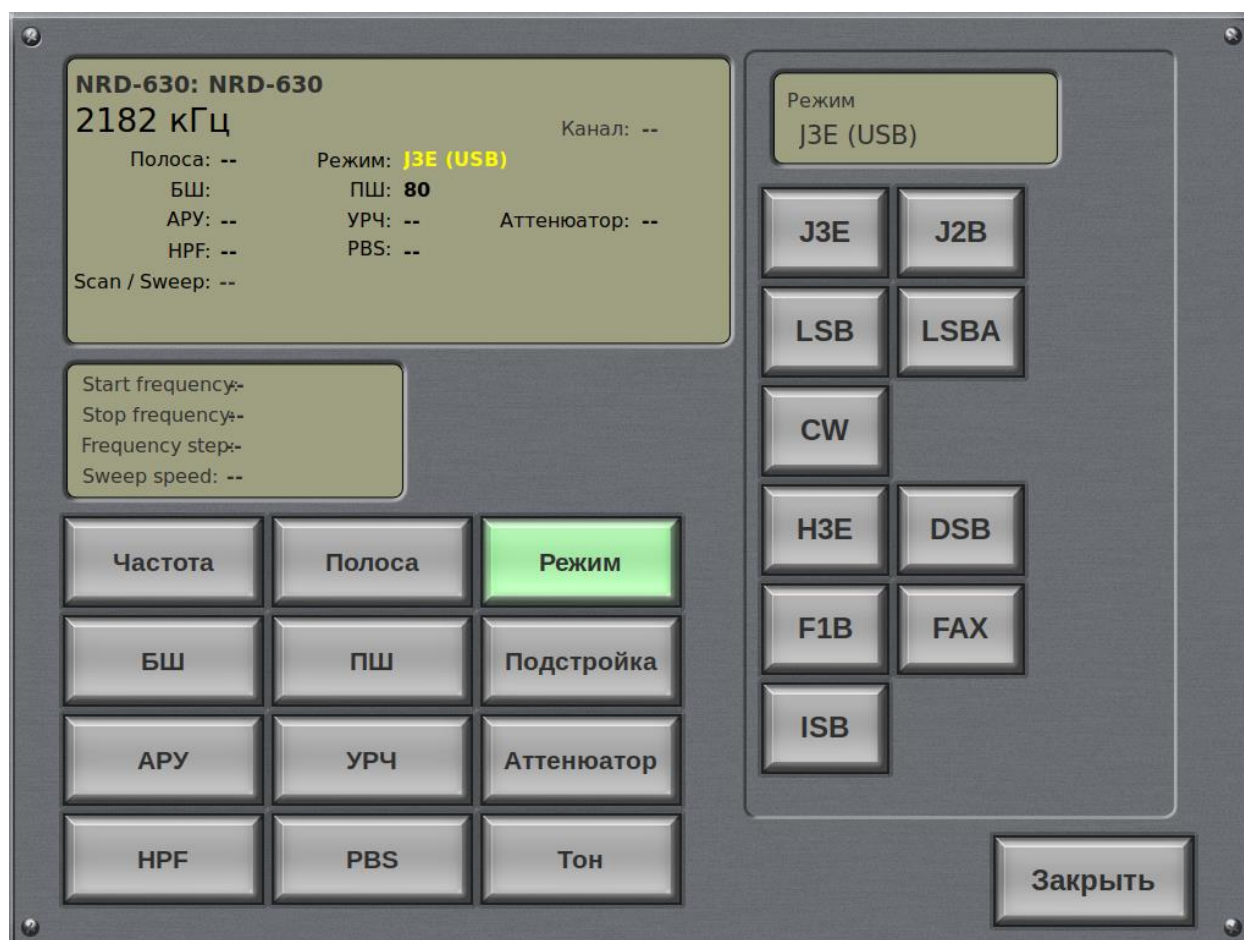 NRD-630: NRD-630
2182 кГц
Канал: --
Полоса: -- Режим: J3E (USB)
БШ: ПШ: 80
АРУ: -- УРЧ: -- Аттенюатор: --
HPF: -- PBS: --
Scan / Sweep: --
Start frequency:-
Stop frequency:-
Frequency step:-
Sweep speed: --
Частота Полоса Режим
БШ ПШ Подстройка
АРУ УРЧ Аттенюатор
HPF PBS Тон
Режим
J3E (USB)
J3E J2B
LSB LSBA
CW
H3E DSB
F1B FAX
ISB
Закрыть